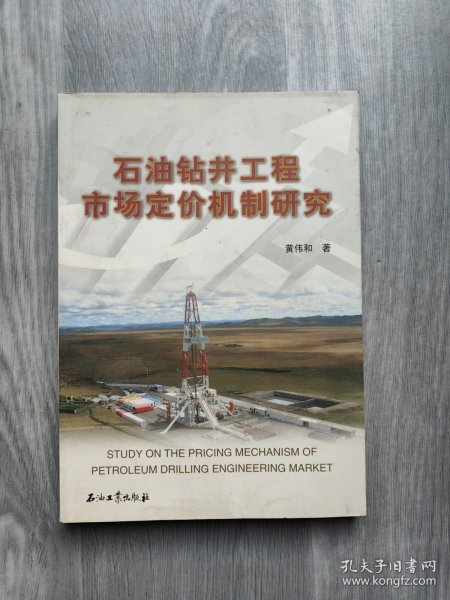 石油钻井工程
市场定价机制研究
黄伟和 著
STUDY ON THE PRICING MECHANISM OF
PETROLEUM DRILLING ENGINEERING MARKET
石油工业出版社
孔夫子旧书网
www.kongfz.com